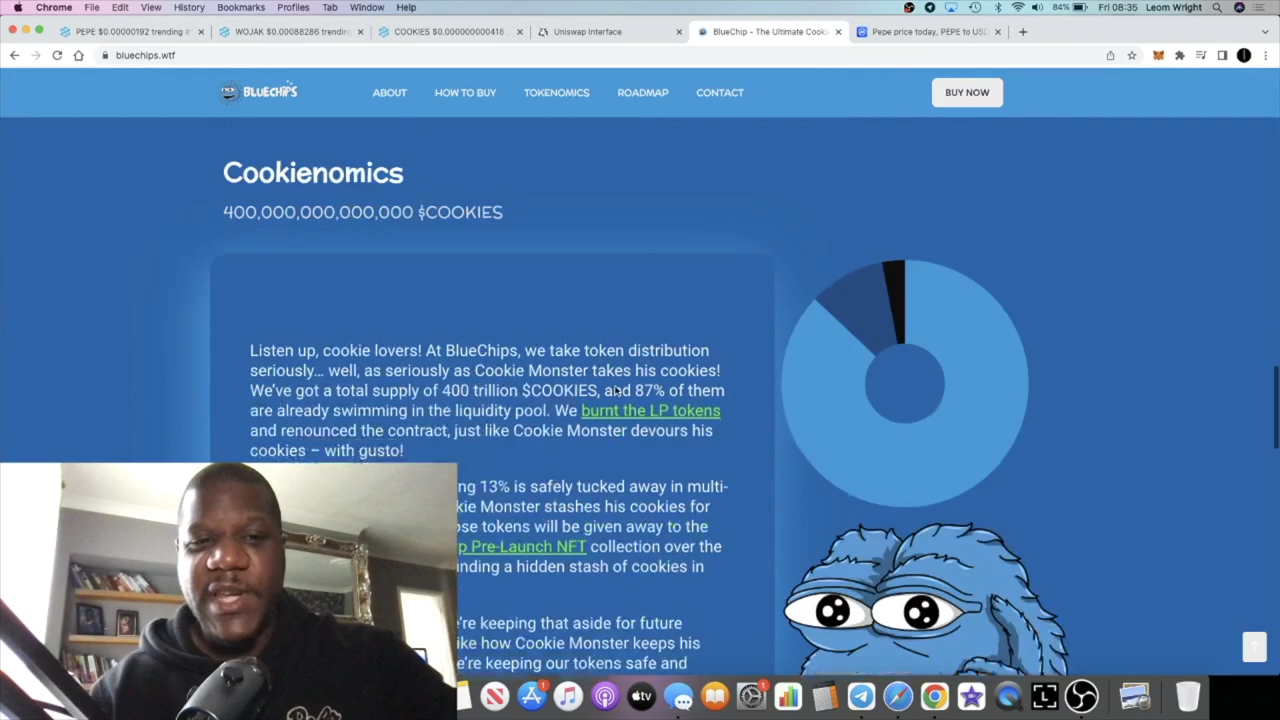 Chrome File Edit View History Bookmarks Profiles Tab Window Help 84% Fri 08:35 Leom Wright
PEPE $0.00000192 trending # WOJAK $0.00088286 trending COOKIES $0.000000000418 Uniswap Interface BlueChip - The Ultimate Cooki Pepe price today, PEPE to USD
bluechips.wtf
BLUECHIPS ABOUT HOW TO BUY TOKENOMICS ROADMAP CONTACT BUY NOW
Cookienomics
400,000,000,000,000 $COOKIES
Listen up, cookie lovers! At BlueChips, we take token distribution
seriously... well, as seriously as Cookie Monster takes his cookies!
We've got a total supply of 400 trillion $COOKIES, and 87% of them
are already swimming in the liquidity pool. We burnt the LP tokens
and renounced the contract, just like Cookie Monster devours his
cookies – with gusto!
ng 13% is safely tucked away in multi-
kie Monster stashes his cookies for
ose tokens will be given away to the
p Pre-Launch NFT collection over the
unding a hidden stash of cookies in
're keeping that aside for future
ike how Cookie Monster keeps his
e're keeping our tokens safe and
tv